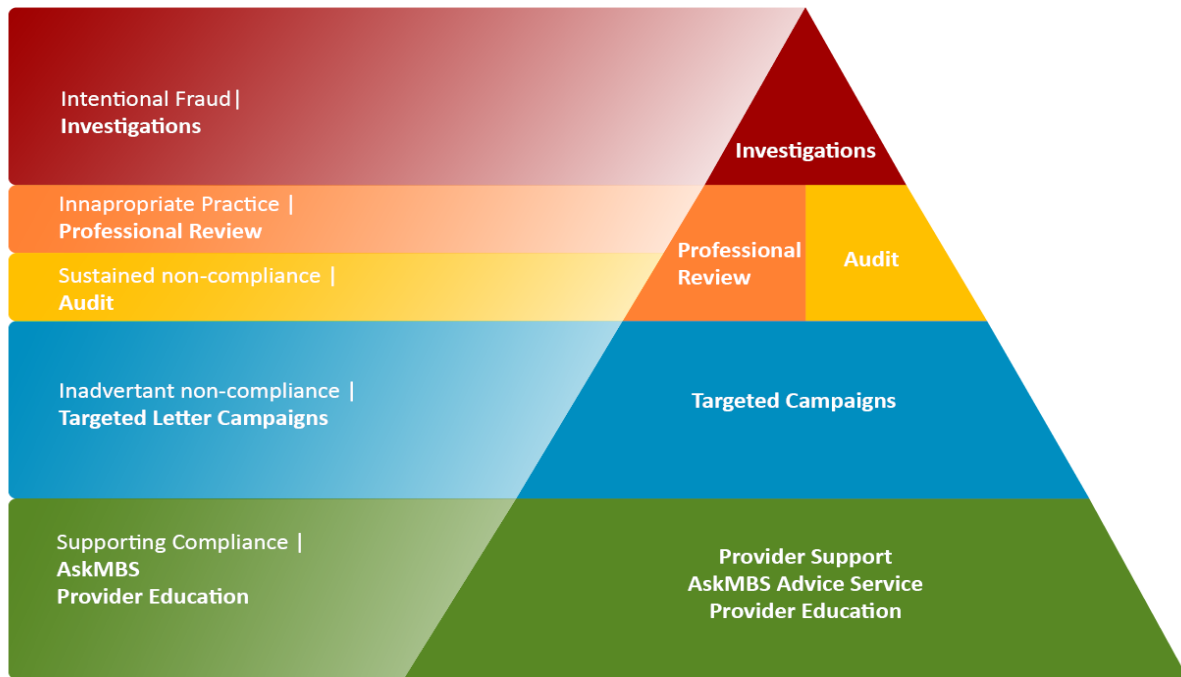 Intentional Fraud|
Investigations
Innapropriate Practice |
Professional Review
Sustained non-compliance |
Audit
Inadvertant non-compliance |
Targeted Letter Campaigns
Supporting Compliance |
AskMBS
Provider Education
Investigations
Professional
Review
Audit
Targeted Campaigns
Provider Support
AskMBS Advice Service
Provider Education